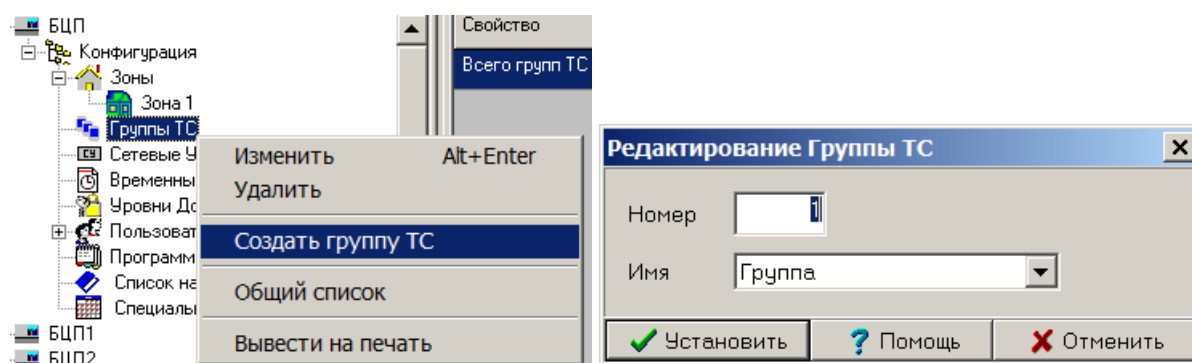 БЦП
Конфигурация
Зоны
Зона 1
Группы ТС
Сетевые У
Временны
Уровни До
Пользоват
Программ
Список на
Специалы
БЦП1
БЦП2
Изменить Alt+Enter
Удалить
Создать группу ТС
Общий список
Вывести на печать
Свойство
Всего групп ТС
Редактирование Группы ТС
Номер 1
Имя Группа
Установить Помощь Отменить